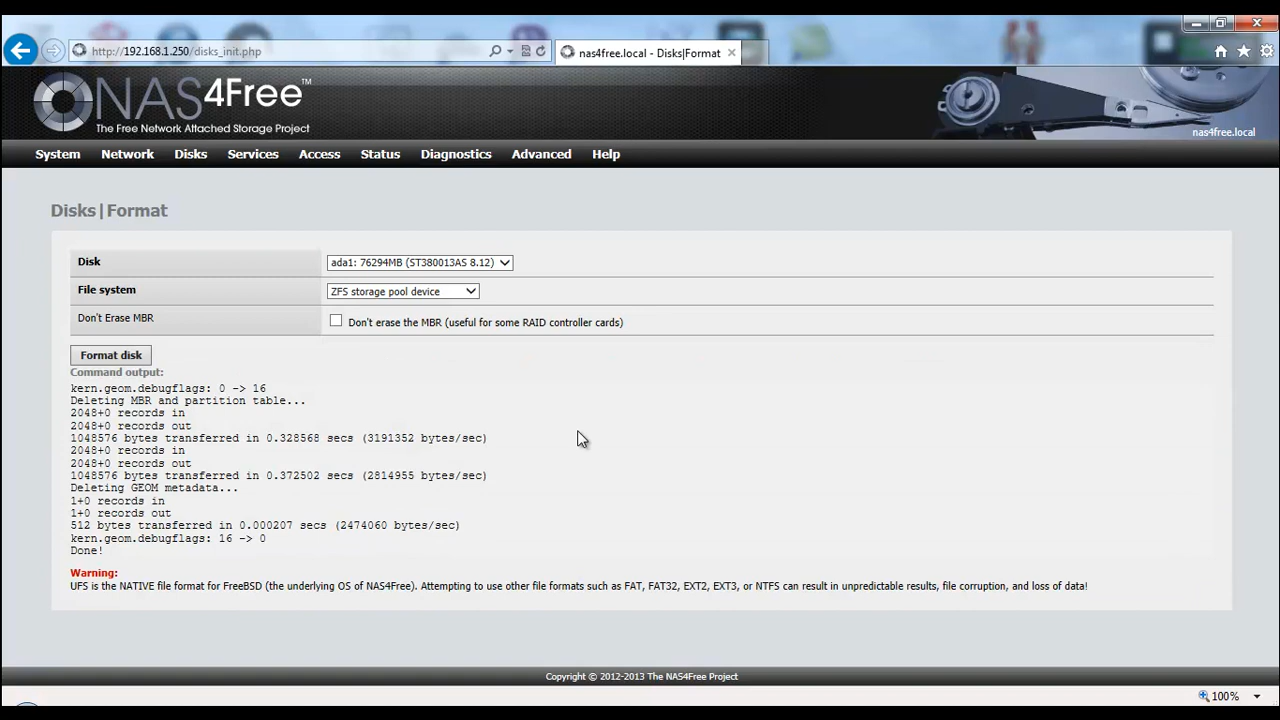 http://192.168.1.250/disks_init.php
nas4free.local - Disks|Format
NAS4Free™
The Free Network Attached Storage Project
nas4free.local
System Network Disks Services Access Status Diagnostics Advanced Help
Disks|Format
Disk
ada1: 76294MB (ST380013AS 8.12)
File system
ZFS storage pool device
Don't Erase MBR
Don't erase the MBR (useful for some RAID controller cards)
Format disk
Command output:
kern.geom.debugflags: 0 -> 16
Deleting MBR and partition table...
2048+0 records in
2048+0 records out
1048576 bytes transferred in 0.328568 secs (3191352 bytes/sec)
2048+0 records in
2048+0 records out
1048576 bytes transferred in 0.372502 secs (2814955 bytes/sec)
Deleting GEOM metadata...
1+0 records in
1+0 records out
512 bytes transferred in 0.000207 secs (2474060 bytes/sec)
kern.geom.debugflags: 16 -> 0
Done!
Warning:
UFS is the NATIVE file format for FreeBSD (the underlying OS of NAS4Free). Attempting to use other file formats such as FAT, FAT32, EXT2, EXT3, or NTFS can result in unpredictable results, file corruption, and loss of data!
Copyright © 2012-2013 The NAS4Free Project
100%